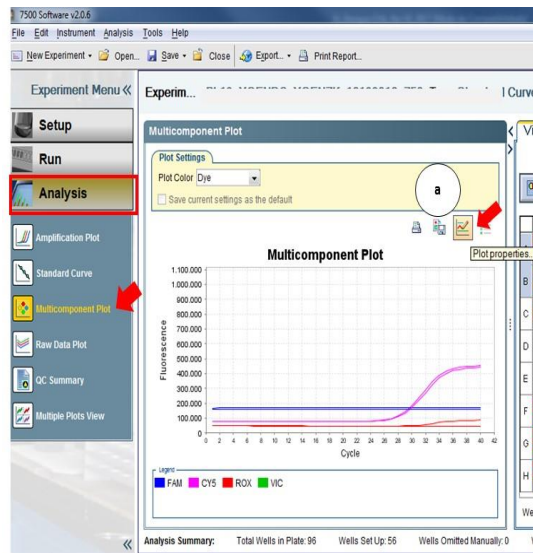 7500 Software v2.0.6
File Edit Instrument Analysis Tools Help
New Experiment Open... Save Close Export... Print Report...
Experiment Menu «
Experim...
Curve
Setup
Run
Analysis
Amplification Plot
Standard Curve
Multicomponent Plot
Raw Data Plot
QC Summary
Multiple Plots View
Multicomponent Plot
Plot Settings
Plot Color Dye
Save current settings as the default
a
Plot properties...
Multicomponent Plot
Fluorescence
1.100.000
1.000.000
900.000
800.000
700.000
600.000
500.000
400.000
300.000
200.000
100.000
0
0 2 4 6 8 10 12 14 16 18 20 22 24 26 28 30 32 34 36 38 40 42
Cycle
Legend
FAM CY5 ROX VIC
B
C
D
E
F
G
H
Analysis Summary: Total Wells in Plate: 96 Wells Set Up: 56 Wells Omitted Manually: 0